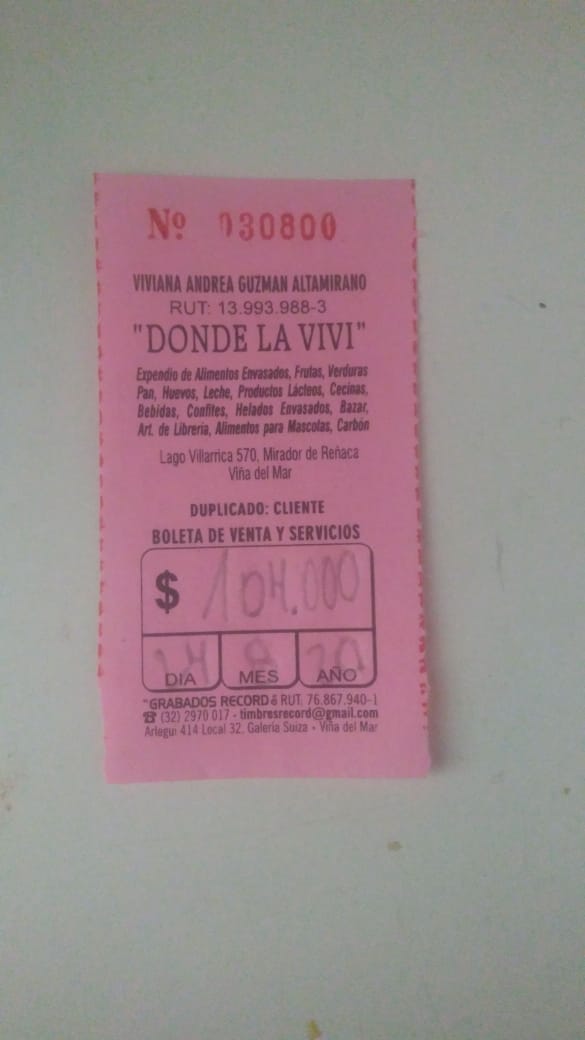 Nº 030800
VIVIANA ANDREA GUZMAN ALTAMIRANO
RUT: 13.993.988-3
"DONDE LA VIVI"
Expendio de Alimentos Envasados, Frutas, Verduras
Pan, Huevos, Leche, Productos Lácteos, Cecinas,
Bebidas, Confites, Helados Envasados, Bazar,
Art. de Librería, Alimentos para Mascotas, Carbón
Lago Villarrica 570, Mirador de Reñaca
Viña del Mar
DUPLICADO: CLIENTE
BOLETA DE VENTA Y SERVICIOS
$ 104.000
24 8 20
DIA MES AÑO
"GRABADOS RECORD" RUT. 76.867.940-1
☎ (32) 2970 017 - timbresrecord@gmail.com
Arlegui 414 Local 32. Galería Suiza - Viña del Mar